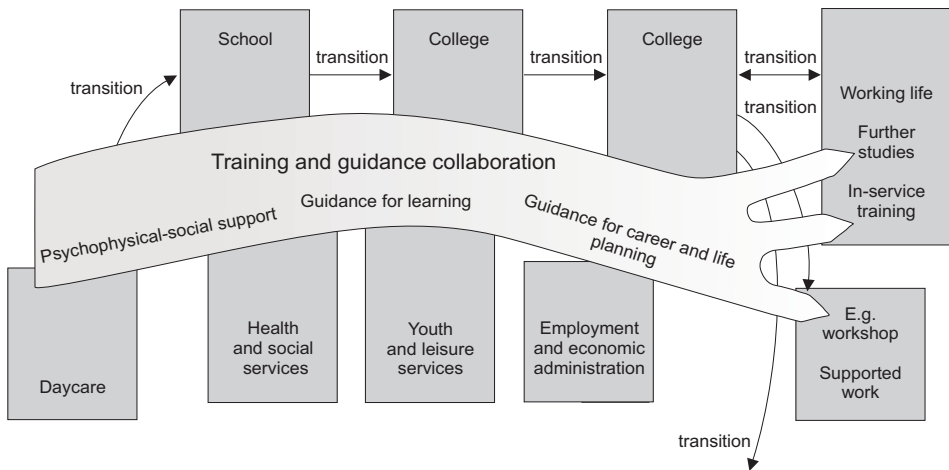 School
College
College
transition
transition
transition
transition
transition
Working life
Further
studies
In-service
training
Training and guidance collaboration
Psychophysical-social support
Guidance for learning
Guidance for career and life
planning
Daycare
Health
and social
services
Youth
and leisure
services
Employment
and economic
administration
E.g.
workshop
Supported
work
transition